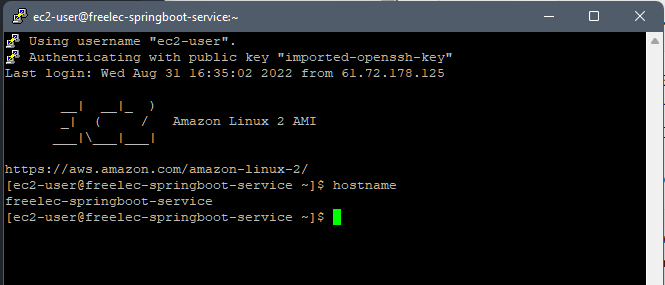 ec2-user@freelec-springboot-service:~
Using username "ec2-user".
Authenticating with public key "imported-openssh-key"
Last login: Wed Aug 31 16:35:02 2022 from 61.72.178.125
__|  __|_  )
_|  (     /   Amazon Linux 2 AMI
___|\___|___|
https://aws.amazon.com/amazon-linux-2/
[ec2-user@freelec-springboot-service ~]$ hostname
freelec-springboot-service
[ec2-user@freelec-springboot-service ~]$